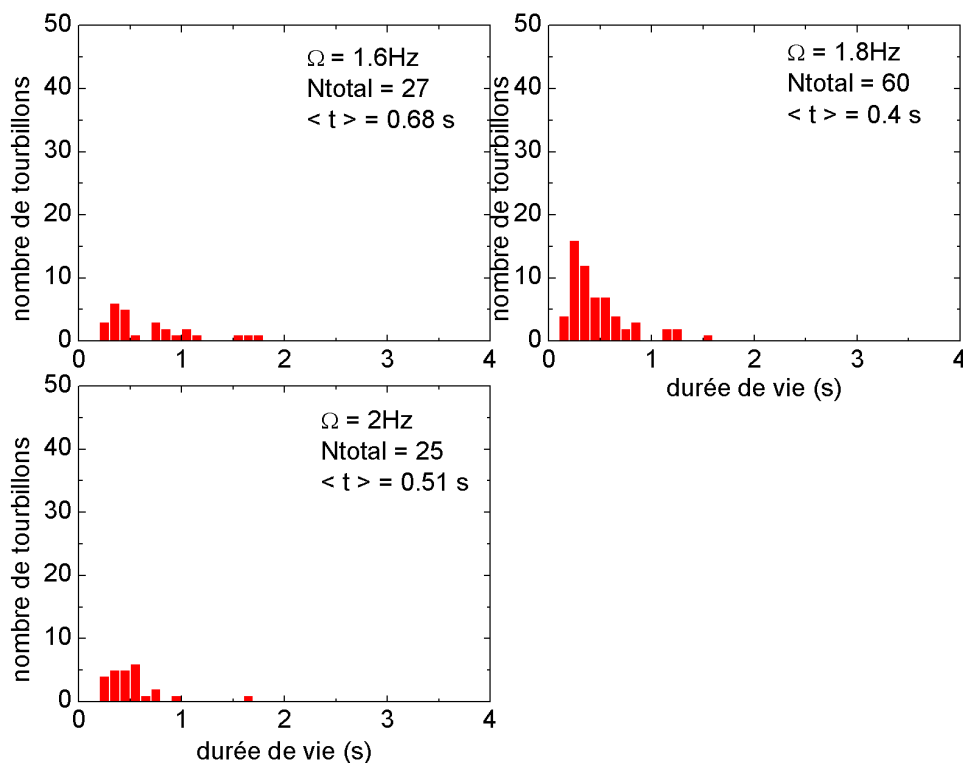 nombre de tourbillons
50
40
30
20
10
0
0 1 2 3 4
Ω = 1.6Hz
Ntotal = 27
< t > = 0.68 s
nombre de tourbillons
50
40
30
20
10
0
0 1 2 3 4
durée de vie (s)
Ω = 1.8Hz
Ntotal = 60
< t > = 0.4 s
nombre de tourbillons
50
40
30
20
10
0
0 1 2 3 4
durée de vie (s)
Ω = 2Hz
Ntotal = 25
< t > = 0.51 s